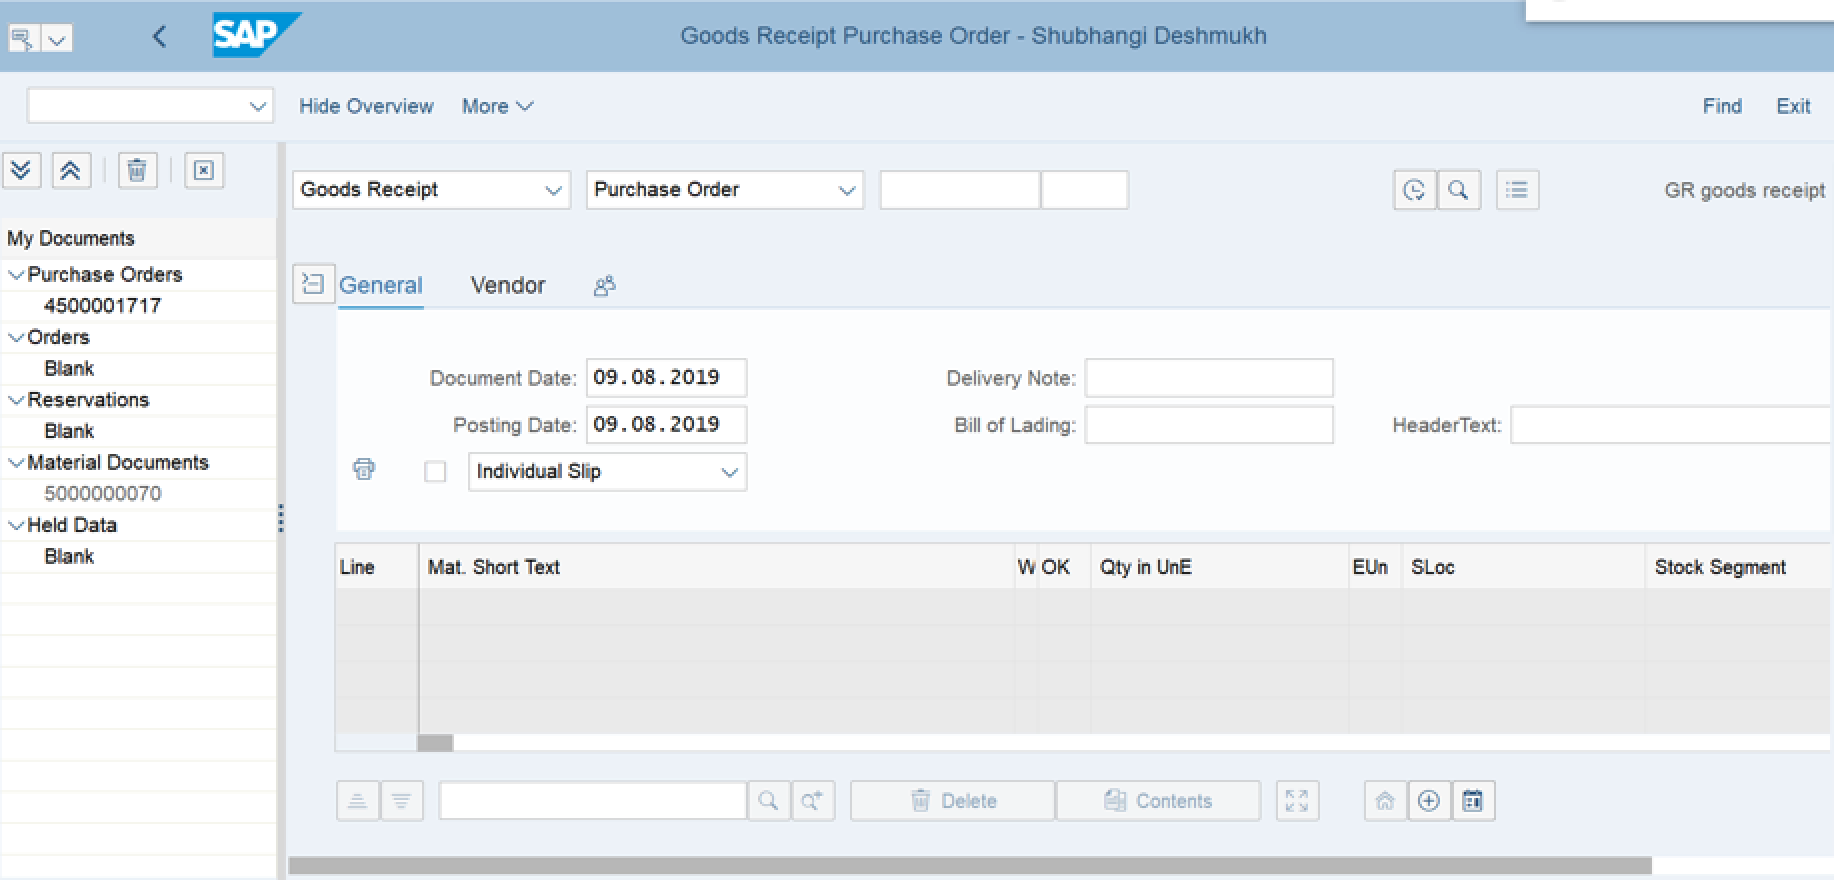 SAP
Goods Receipt Purchase Order - Shubhangi Deshmukh
Hide Overview More Find Exit
Goods Receipt Purchase Order GR goods receipt
My Documents
Purchase Orders
4500001717
Orders
Blank
Reservations
Blank
Material Documents
5000000070
Held Data
Blank
General Vendor
Document Date: 09.08.2019 Delivery Note:
Posting Date: 09.08.2019 Bill of Lading: HeaderText:
Individual Slip
Line Mat. Short Text W OK Qty in UnE EUn SLoc Stock Segment
Delete Contents